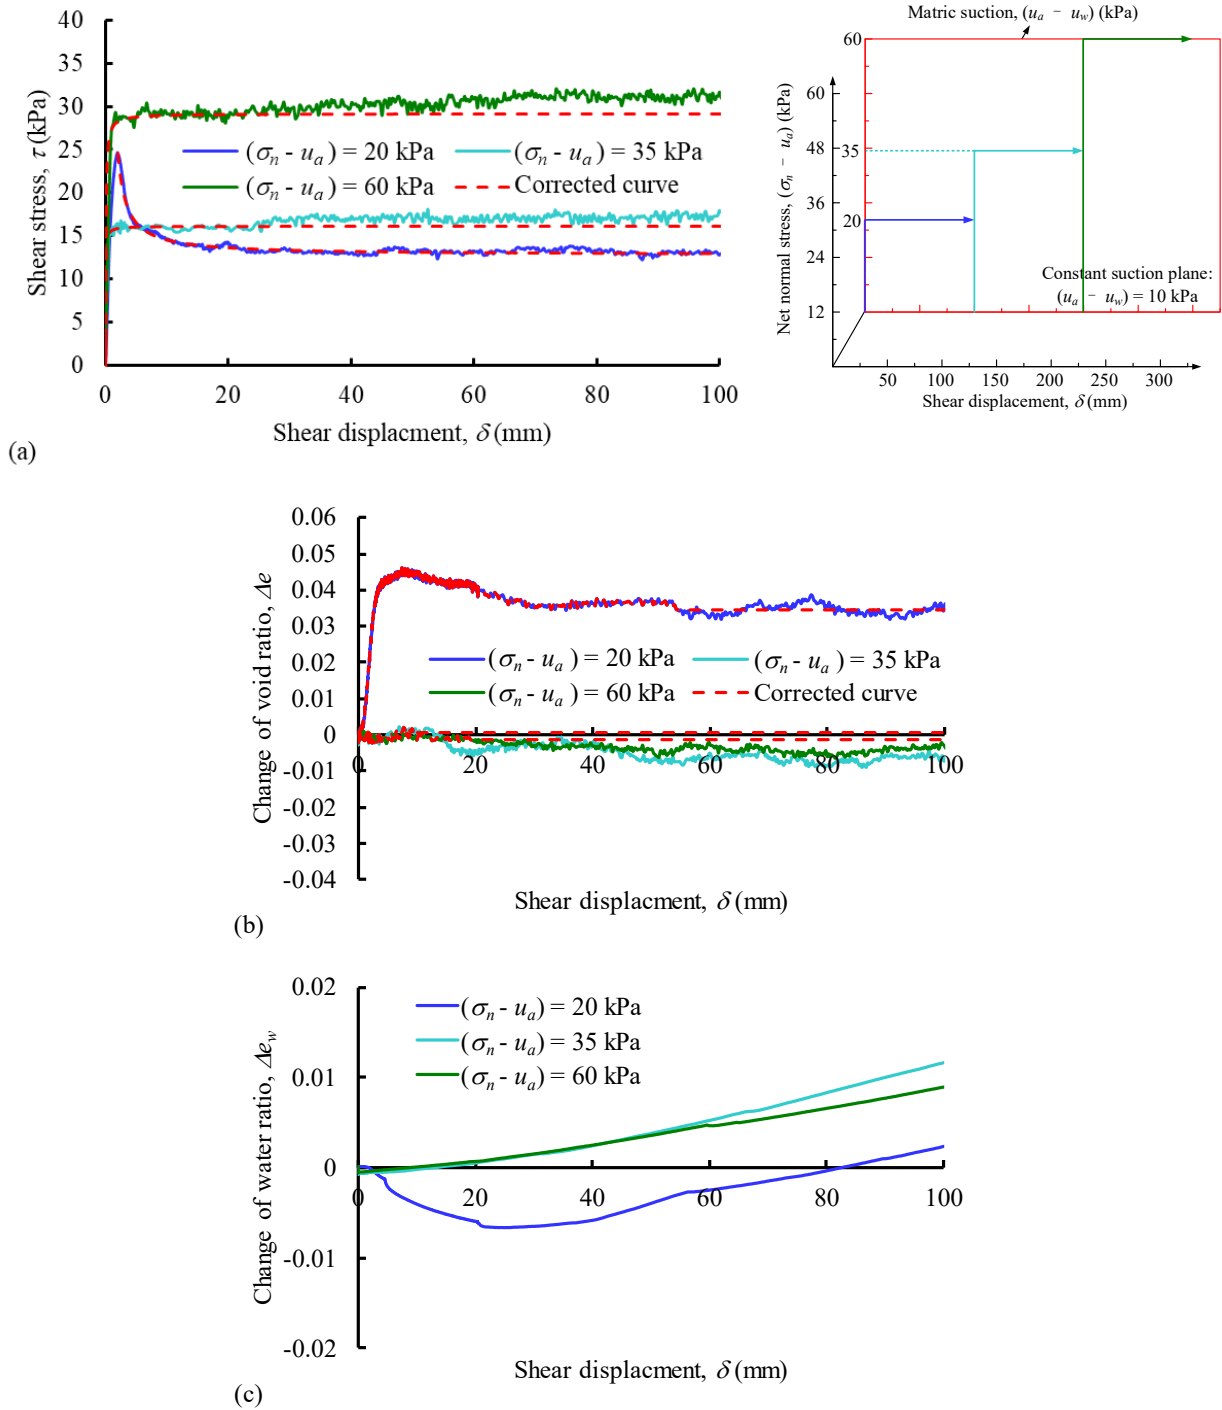 40
35
30
25
20
15
10
5
0
Shear stress, τ (kPa)
(σn - ua) = 20 kPa
(σn - ua) = 35 kPa
(σn - ua) = 60 kPa
Corrected curve
0 20 40 60 80 100
Shear displacment, δ (mm)
(a)
Matric suction, (ua − uw) (kPa)
60
35
20
60
48
36
24
12
Net normal stress, (σn − ua) (kPa)
Constant suction plane:
(ua − uw) = 10 kPa
50 100 150 200 250 300
Shear displacement, δ (mm)
0.06
0.05
0.04
0.03
0.02
0.01
0
-0.01
-0.02
-0.03
-0.04
Change of void ratio, Δe
(σn - ua) = 20 kPa
(σn - ua) = 35 kPa
(σn - ua) = 60 kPa
Corrected curve
0 20 40 60 80 100
Shear displacment, δ (mm)
(b)
0.02
0.01
0
-0.01
-0.02
Change of water ratio, Δew
(σn - ua) = 20 kPa
(σn - ua) = 35 kPa
(σn - ua) = 60 kPa
0 20 40 60 80 100
Shear displacment, δ (mm)
(c)